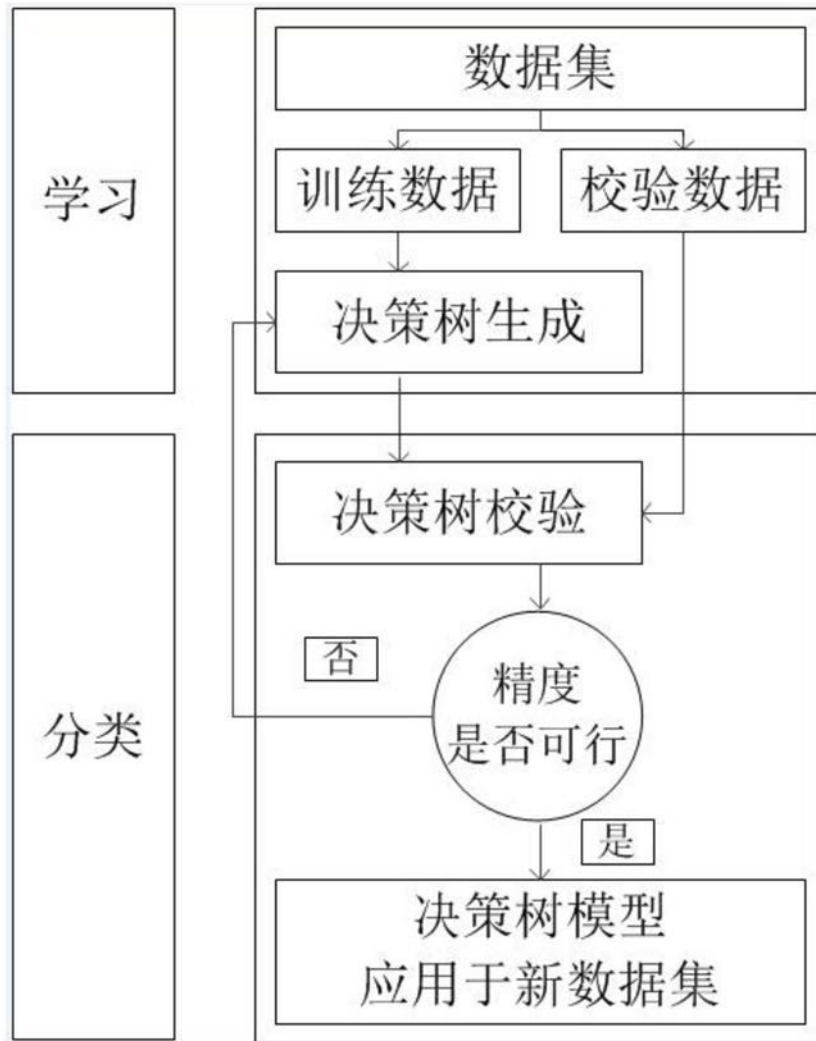 学习
数据集
训练数据
校验数据
决策树生成
分类
决策树校验
否
精度
是否可行
是
决策树模型
应用于新数据集